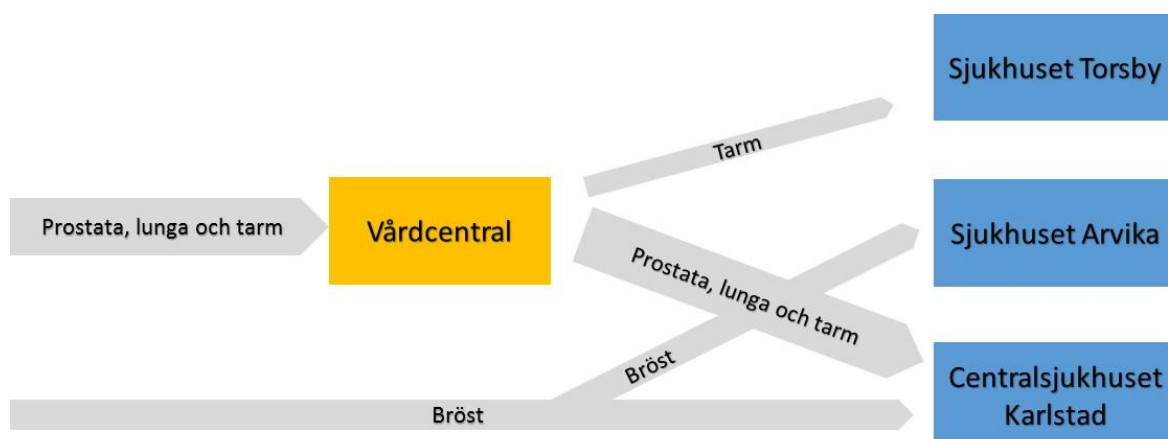 Sjukhuset Torsby
Tarm
Prostata, lunga och tarm
Vårdcentral
Sjukhuset Arvika
Prostata, lunga och tarm
Bröst
Centralsjukhuset
Karlstad
Bröst